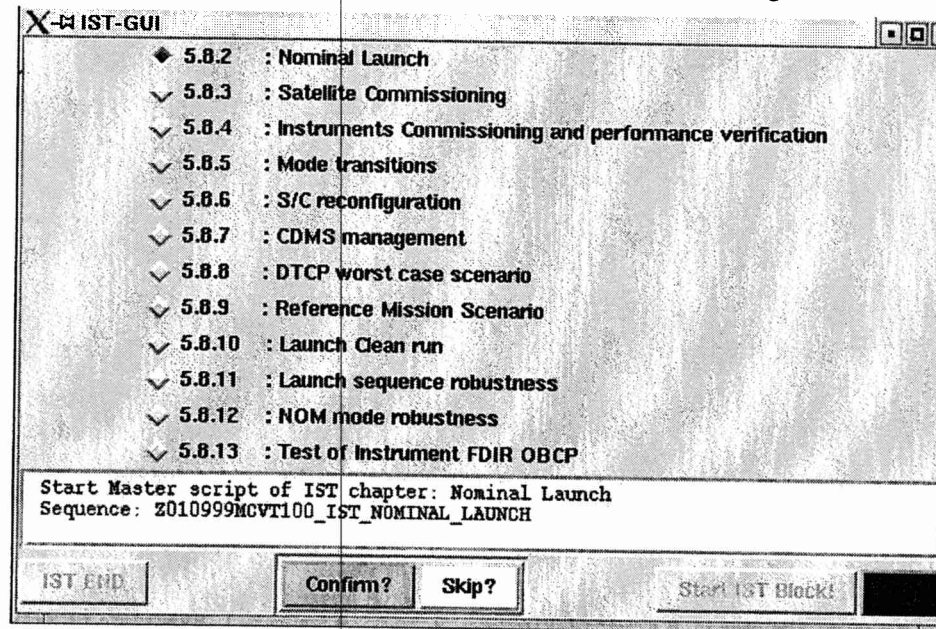 IST-GUI
5.8.2 : Nominal Launch
5.8.3 : Satellite Commissioning
5.8.4 : Instruments Commissioning and performance verification
5.8.5 : Mode transitions
5.8.6 : S/C reconfiguration
5.8.7 : CDMS management
5.8.8 : DTCP worst case scenario
5.8.9 : Reference Mission Scenario
5.8.10 : Launch Clean run
5.8.11 : Launch sequence robustness
5.8.12 : NOM mode robustness
5.8.13 : Test of Instrument FDIR OBCP
Start Master script of IST chapter: Nominal Launch
Sequence: Z010999MCVT100_IST_NOMINAL_LAUNCH
IST END Confirm? Skip? Start IST Block!